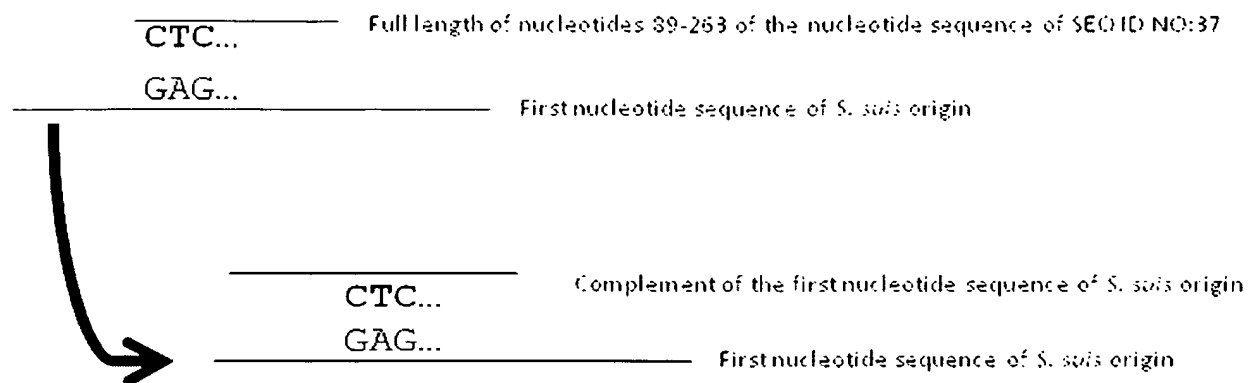 CTC... Full length of nucleotides 89-263 of the nucleotide sequence of SEQ ID NO:37
GAG...
First nucleotide sequence of S. suis origin
CTC... Complement of the first nucleotide sequence of S. suis origin
GAG...
First nucleotide sequence of S. suis origin